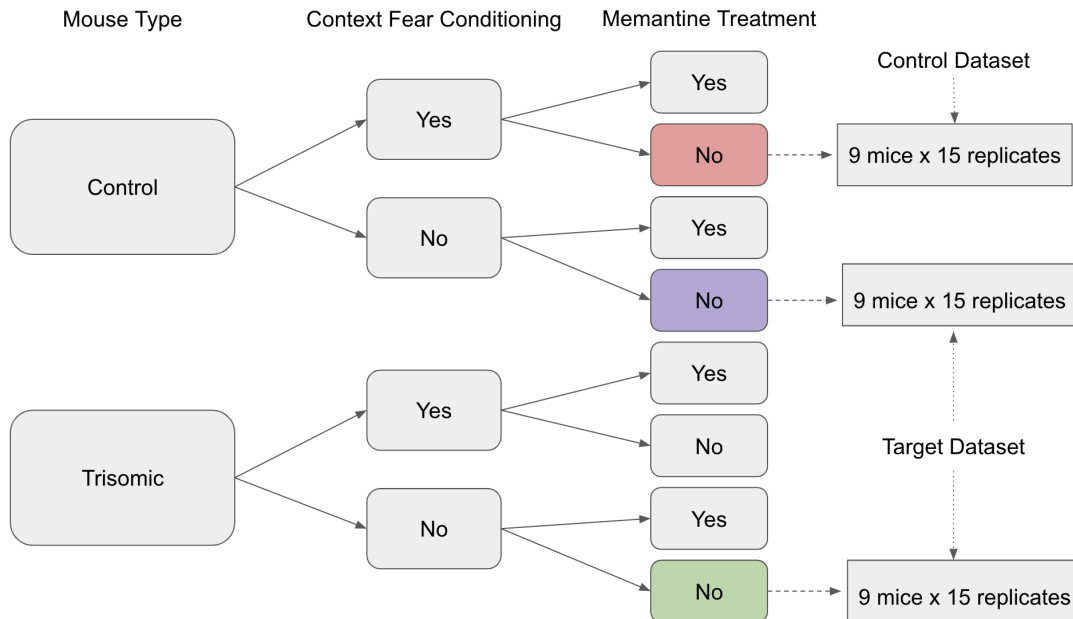 Mouse Type
Context Fear Conditioning
Memantine Treatment
Control Dataset
Yes
Yes
No
9 mice x 15 replicates
Control
No
Yes
No
9 mice x 15 replicates
Yes
Yes
No
Target Dataset
Trisomic
No
Yes
No
9 mice x 15 replicates